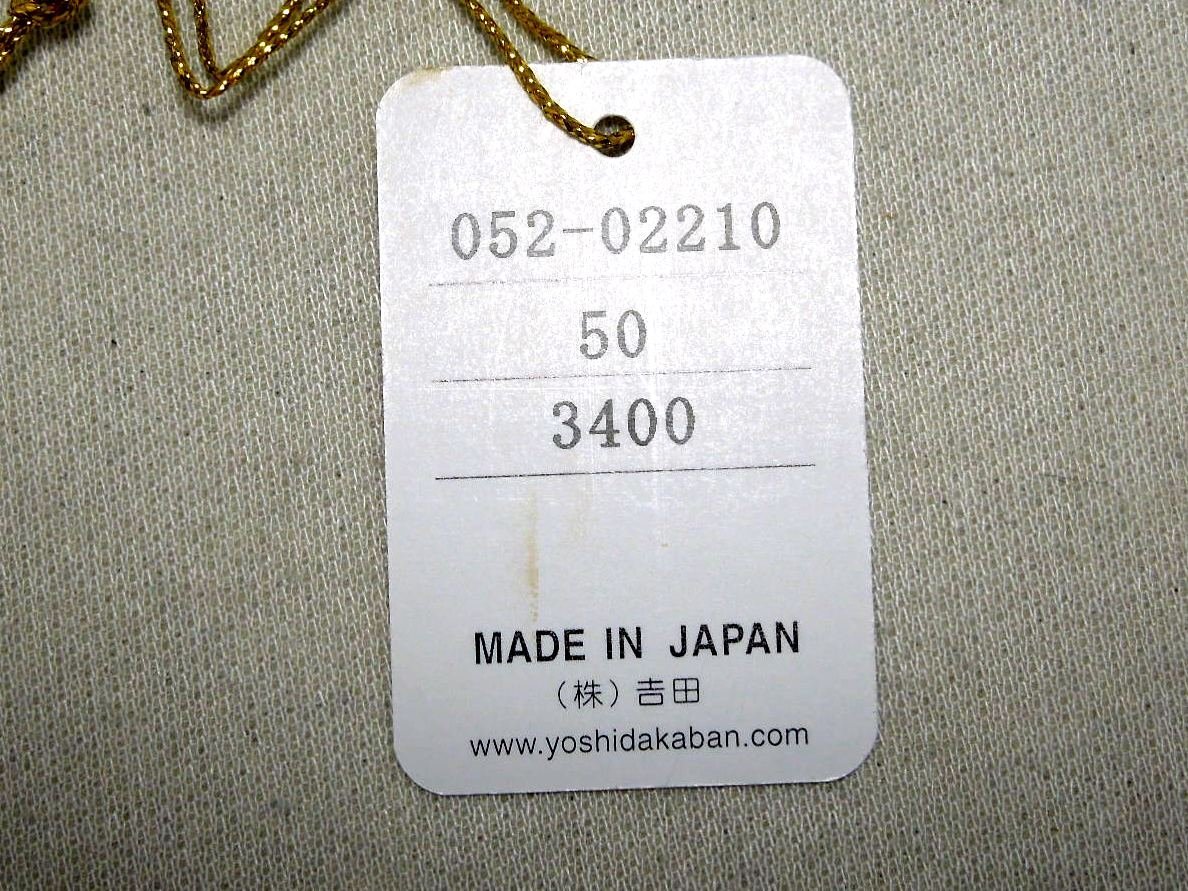 052-02210
50
3400
MADE IN JAPAN
（株）吉田
www.yoshidakaban.com